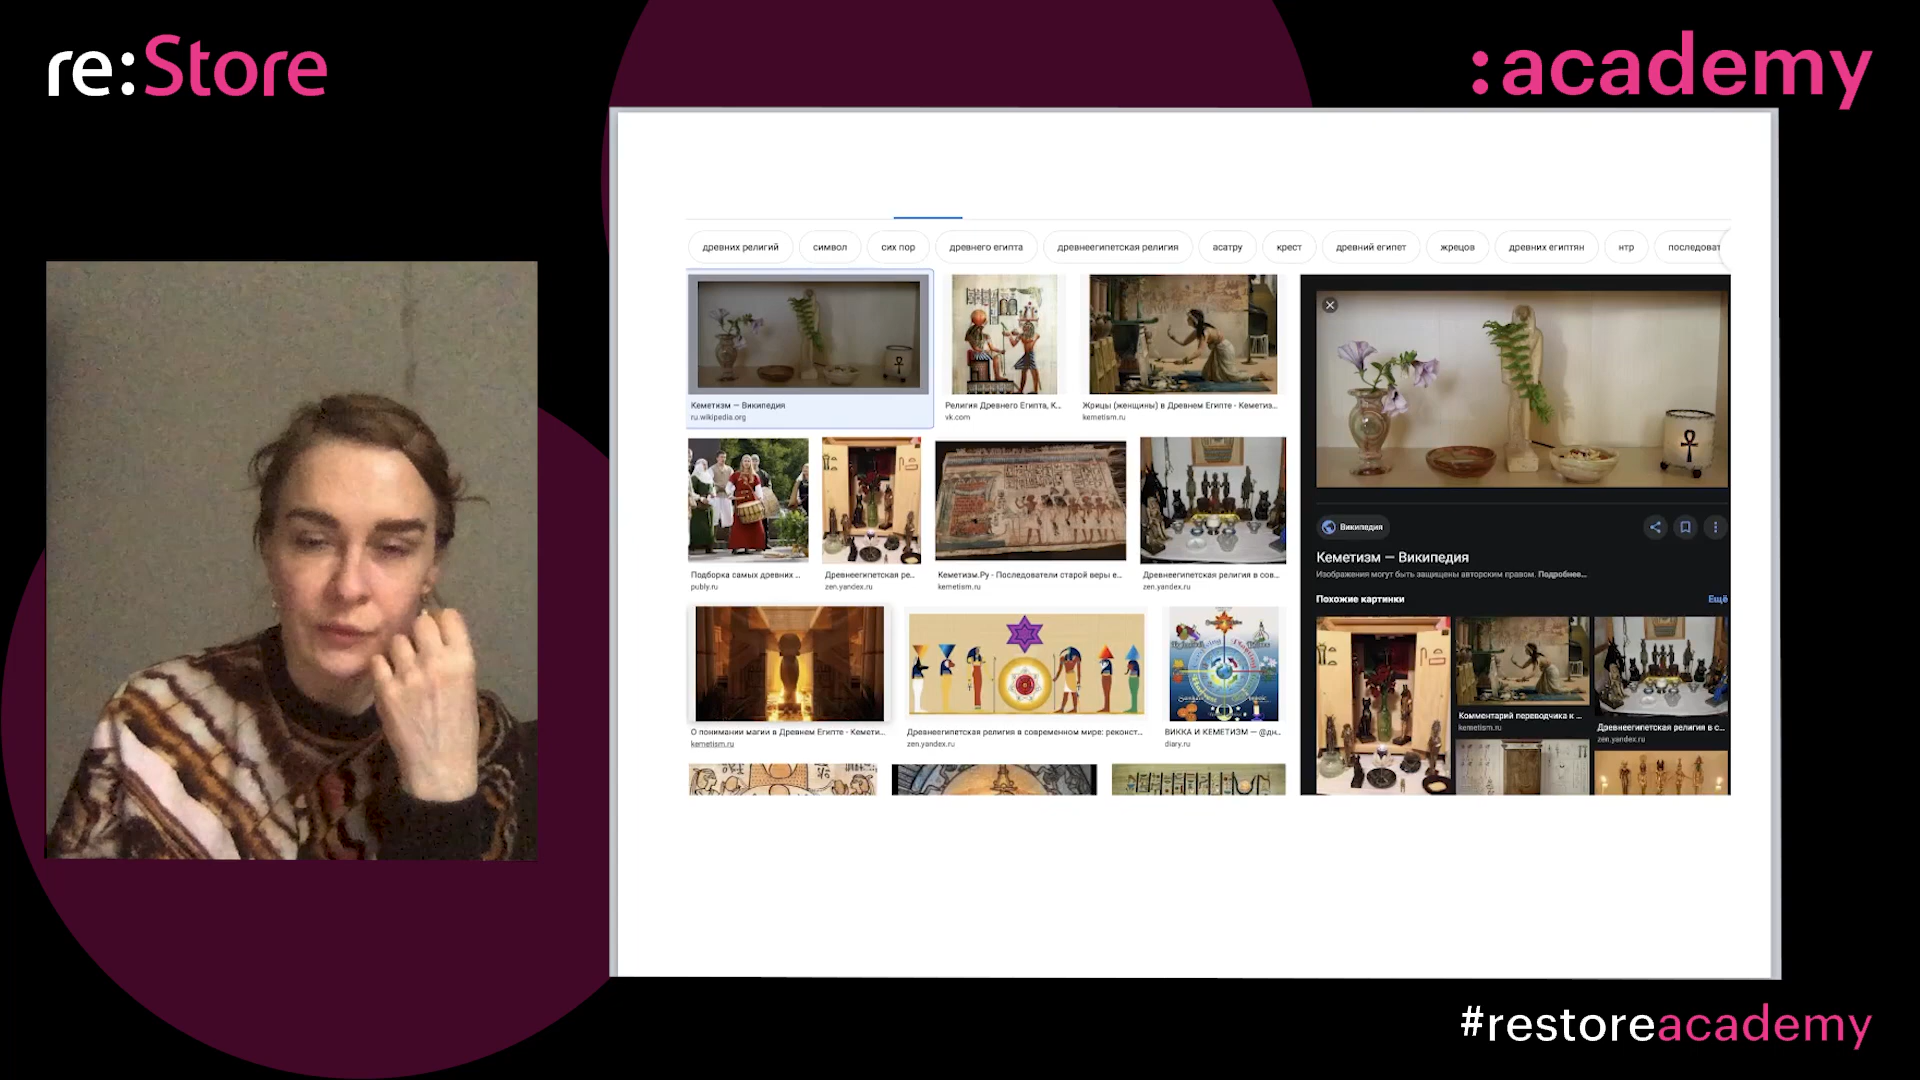 re:Store
:academy
древних религий
символ
сих пор
древнего египта
древнеегипетская религия
асатру
крест
древний египет
жрецов
древних египтян
нтр
последоват
Кеметизм — Википедия
ru.wikipedia.org
Религия Древнего Египта, К...
vk.com
Жрицы (женщины) в Древнем Египте - Кеметиз...
kemetism.ru
Подборка самых древних ...
publy.ru
Древнеегипетская ре...
zen.yandex.ru
Кеметизм.Ру - Последователи старой веры е...
kemetism.ru
Древнеегипетская религия в сов...
zen.yandex.ru
О понимании магии в Древнем Египте - Кемети...
kemetism.ru
Древнеегипетская религия в современном мире: реконст...
zen.yandex.ru
ВИККА И КЕМЕТИЗМ — @дн...
diary.ru
Википедия
Кеметизм — Википедия
Изображения могут быть защищены авторским правом. Подробнее...
Похожие картинки
Ещё
Комментарий переводчика к ...
kemetism.ru
Древнеегипетская религия в с...
zen.yandex.ru
#restoreacademy